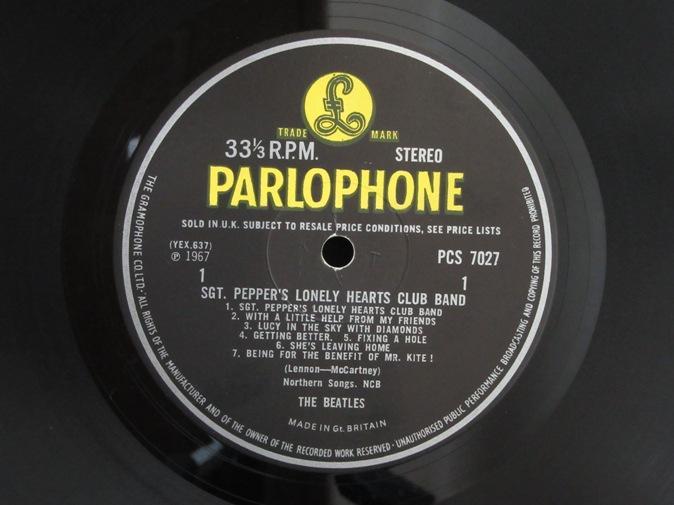 £
TRADE MARK
33⅓ R.P.M. STEREO
PARLOPHONE
SOLD IN U.K. SUBJECT TO RESALE PRICE CONDITIONS, SEE PRICE LISTS
(YEX.637) PCS 7027
℗ 1967
1 1
SGT. PEPPER'S LONELY HEARTS CLUB BAND
1. SGT. PEPPER'S LONELY HEARTS CLUB BAND
2. WITH A LITTLE HELP FROM MY FRIENDS
3. LUCY IN THE SKY WITH DIAMONDS
4. GETTING BETTER. 5. FIXING A HOLE
6. SHE'S LEAVING HOME
7. BEING FOR THE BENEFIT OF MR. KITE!
(Lennon—McCartney)
Northern Songs. NCB
THE BEATLES
MADE IN Gt. BRITAIN
THE GRAMOPHONE CO. LTD. · ALL RIGHTS OF THE MANUFACTURER AND OF THE OWNER OF THE RECORDED WORK RESERVED · UNAUTHORISED PUBLIC PERFORMANCE BROADCASTING AND COPYING OF THIS RECORD PROHIBITED